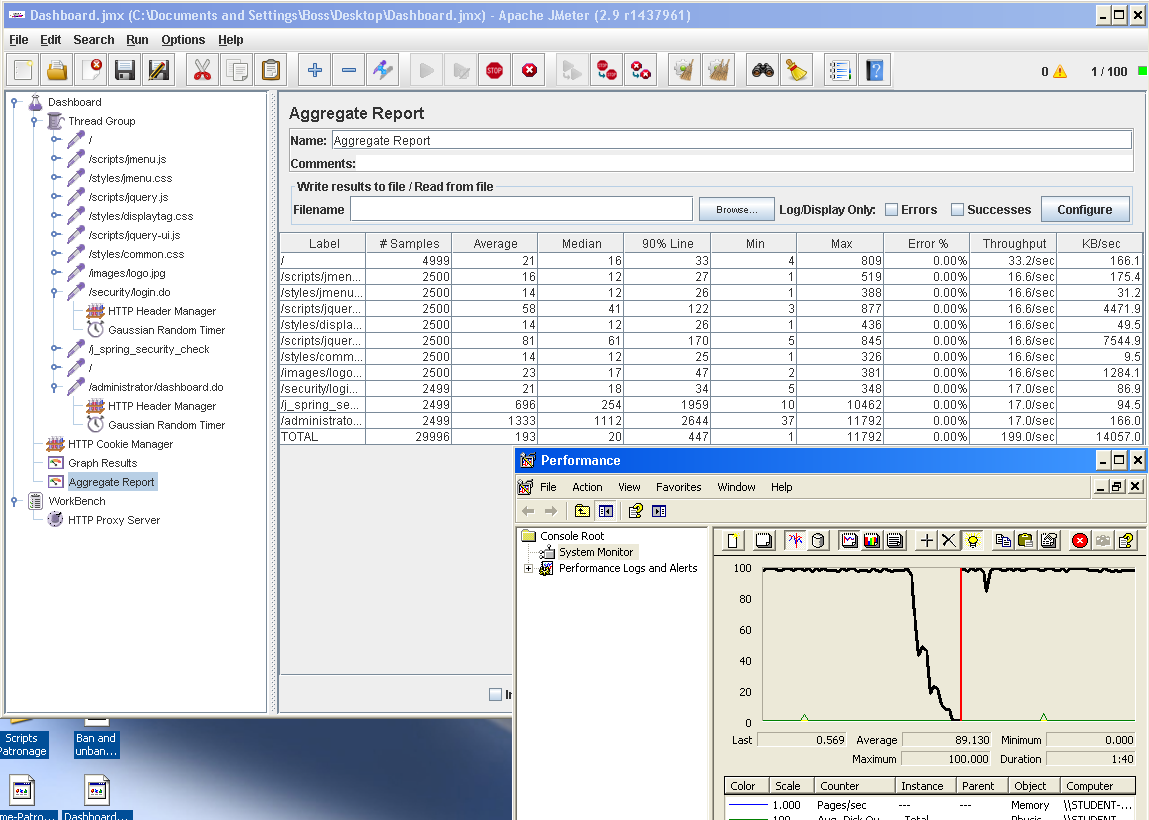 Dashboard.jmx (C:\Documents and Settings\Boss\Desktop\Dashboard.jmx) - Apache JMeter (2.9 r1437961)
File Edit Search Run Options Help
STOP 0 1 / 100
Dashboard
Thread Group
/
/scripts/jmenu.js
/styles/jmenu.css
/scripts/jquery.js
/styles/displaytag.css
/scripts/jquery-ui.js
/styles/common.css
/images/logo.jpg
/security/login.do
HTTP Header Manager
Gaussian Random Timer
/j_spring_security_check
/
/administrator/dashboard.do
HTTP Header Manager
Gaussian Random Timer
HTTP Cookie Manager
Graph Results
Aggregate Report
WorkBench
HTTP Proxy Server
Aggregate Report
Name: Aggregate Report
Comments:
Write results to file / Read from file
Filename Browse... Log/Display Only: Errors Successes Configure
Label # Samples Average Median 90% Line Min Max Error % Throughput KB/sec
/ 4999 21 16 33 4 809 0.00% 33.2/sec 166.1
/scripts/jmen... 2500 16 12 27 1 519 0.00% 16.6/sec 175.4
/styles/jmenu... 2500 14 12 26 1 388 0.00% 16.6/sec 31.2
/scripts/jquer... 2500 58 41 122 3 877 0.00% 16.6/sec 4471.9
/styles/displa... 2500 14 12 26 1 436 0.00% 16.6/sec 49.5
/scripts/jquer... 2500 81 61 170 5 845 0.00% 16.6/sec 7544.9
/styles/comm... 2500 14 12 25 1 326 0.00% 16.6/sec 9.5
/images/logo... 2500 23 17 47 2 381 0.00% 16.6/sec 1284.1
/security/logi... 2499 21 18 34 5 348 0.00% 17.0/sec 86.9
/j_spring_se... 2499 696 254 1959 10 10462 0.00% 17.0/sec 94.5
/administrato... 2499 1333 1112 2644 37 11792 0.00% 17.0/sec 166.0
TOTAL 29996 193 20 447 1 11792 0.00% 199.0/sec 14057.0
Performance
File Action View Favorites Window Help
Console Root
System Monitor
Performance Logs and Alerts
100
80
60
40
20
0
Last 0.569 Average 89.130 Minimum 0.000
Maximum 100.000 Duration 1:40
Color Scale Counter Instance Parent Object Computer
1.000 Pages/sec --- --- Memory \\STUDENT-...
Scripts
Patronage
Ban and
unban...
Dashboard...